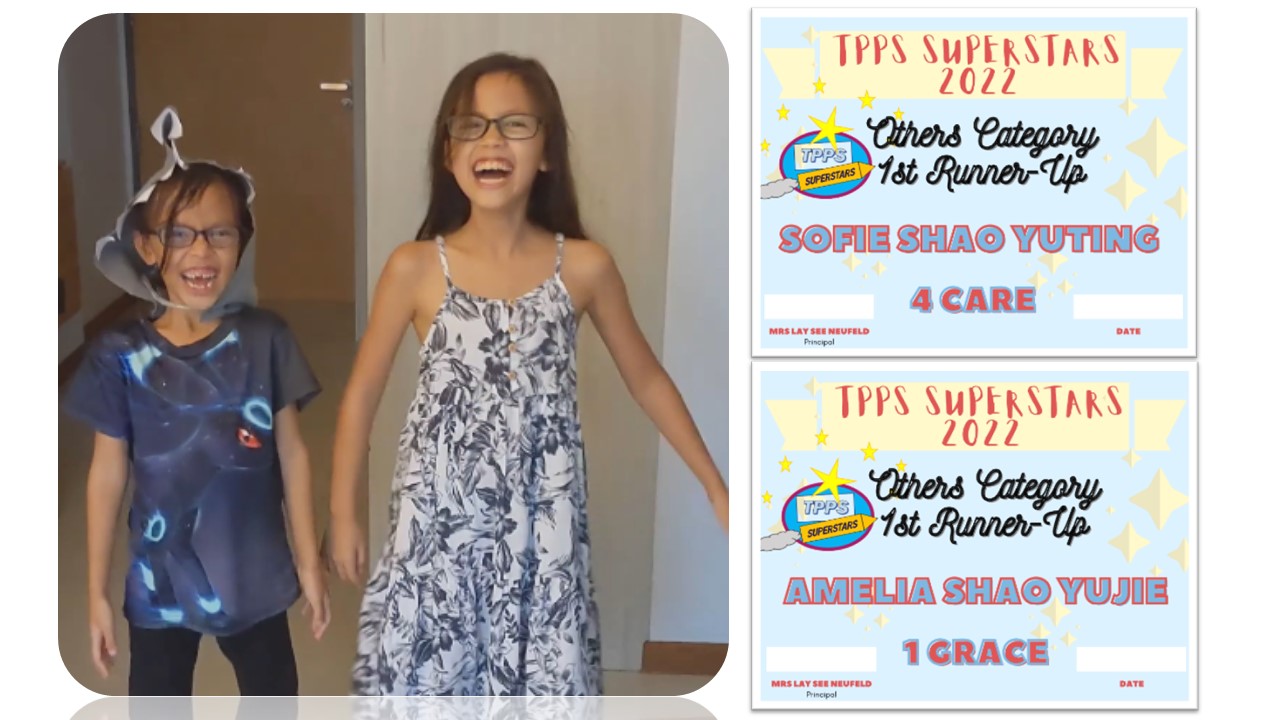 TPPS SUPERSTARS
2022
Others Category
1st Runner-Up
TPPS
SUPERSTARS
SOFIE SHAO YUTING
4 CARE
MRS LAY SEE NEUFELD
Principal
DATE
TPPS SUPERSTARS
2022
Others Category
1st Runner-Up
TPPS
SUPERSTARS
AMELIA SHAO YUJIE
1 GRACE
MRS LAY SEE NEUFELD
Principal
DATE